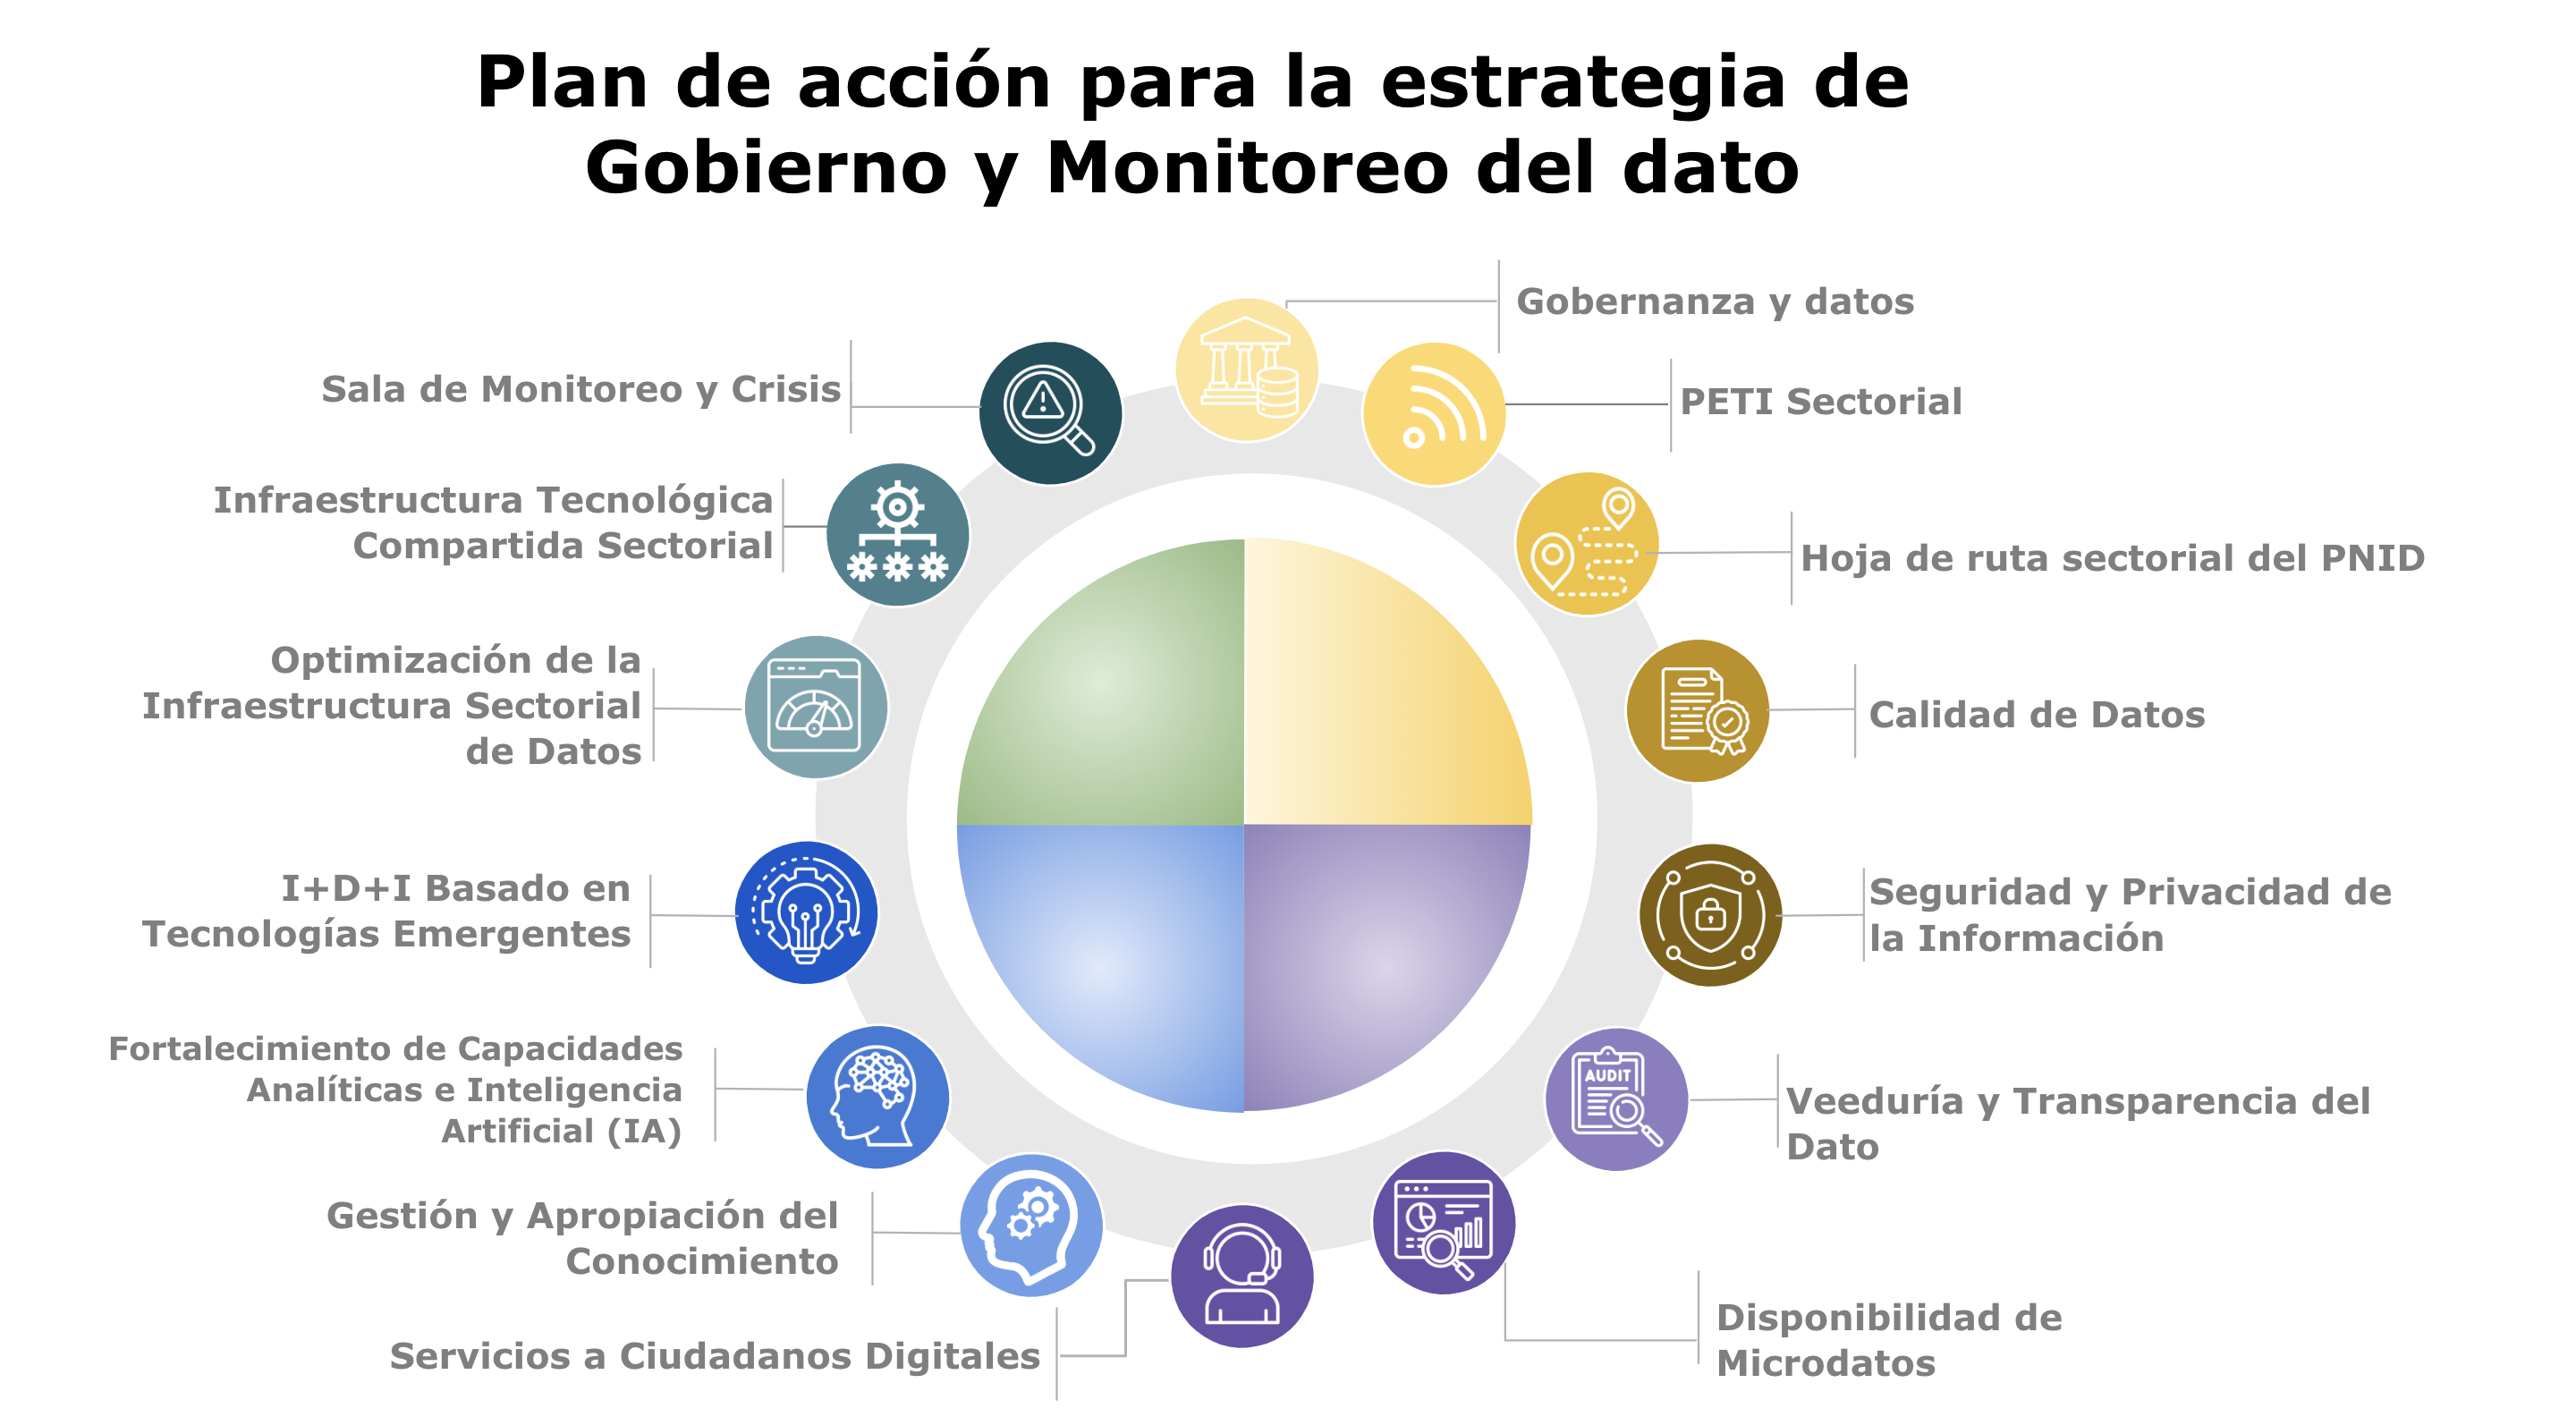 Plan de acción para la estrategia de
Gobierno y Monitoreo del dato
Gobernanza y datos
PETI Sectorial
Hoja de ruta sectorial del PNID
Calidad de Datos
Seguridad y Privacidad de
la Información
AUDIT
Veeduría y Transparencia del
Dato
Disponibilidad de
Microdatos
Servicios a Ciudadanos Digitales
Gestión y Apropiación del
Conocimiento
Fortalecimiento de Capacidades
Analíticas e Inteligencia
Artificial (IA)
I+D+I Basado en
Tecnologías Emergentes
Optimización de la
Infraestructura Sectorial
de Datos
Infraestructura Tecnológica
Compartida Sectorial
Sala de Monitoreo y Crisis